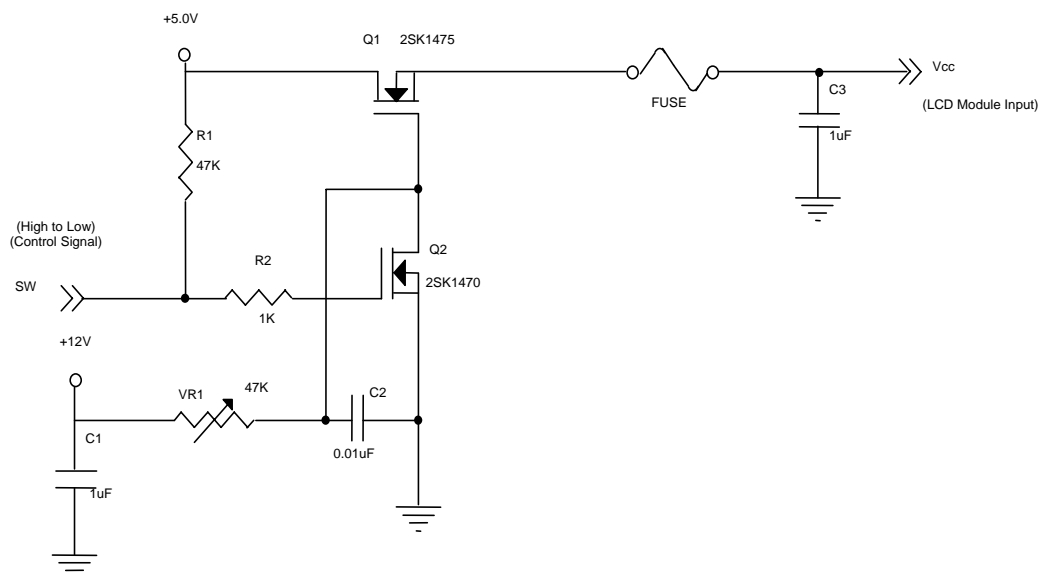 +5.0V
Q1 2SK1475
Vcc
C3
FUSE
(LCD Module Input)
R1
1uF
47K
(High to Low)
(Control Signal)
Q2
R2
2SK1470
SW
1K
+12V
VR1
47K
C2
C1
0.01uF
1uF